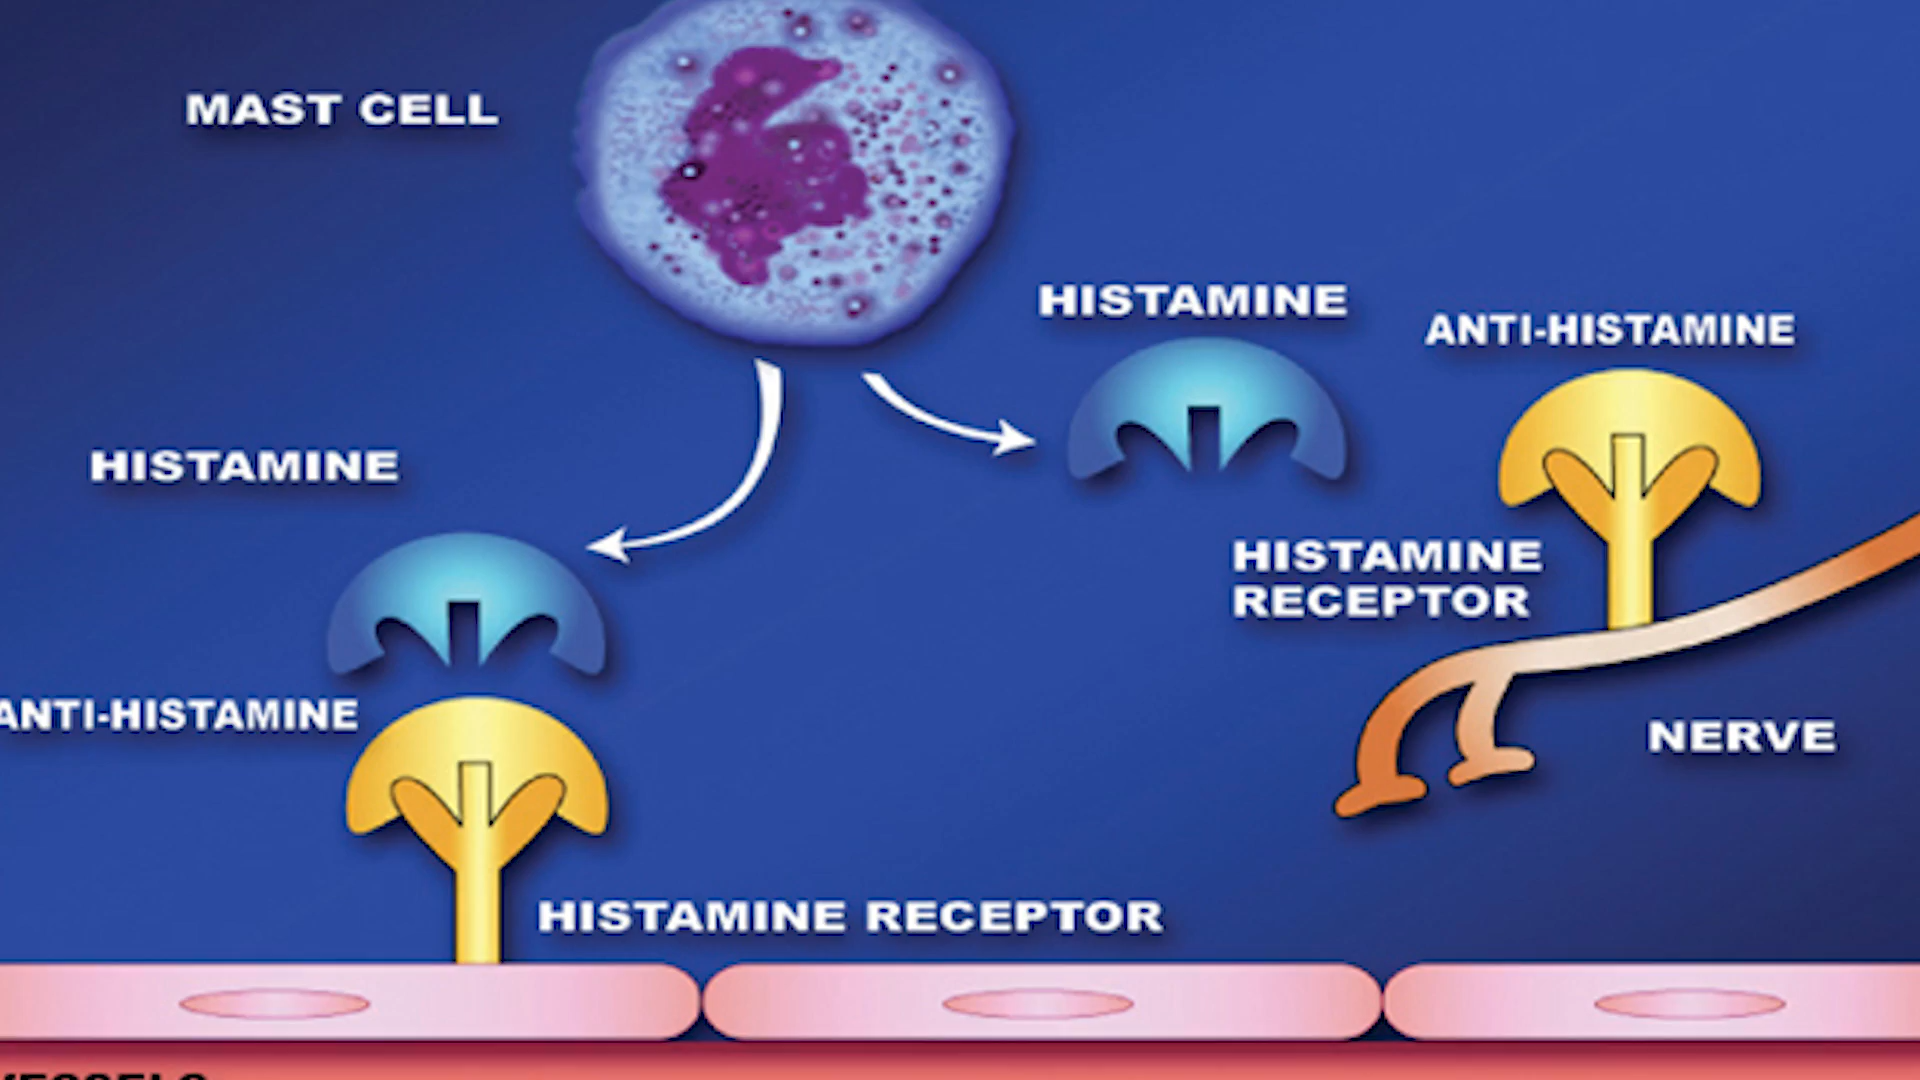 MAST CELL
HISTAMINE
ANTI-HISTAMINE
HISTAMINE
HISTAMINE
RECEPTOR
ANTI-HISTAMINE
NERVE
HISTAMINE RECEPTOR